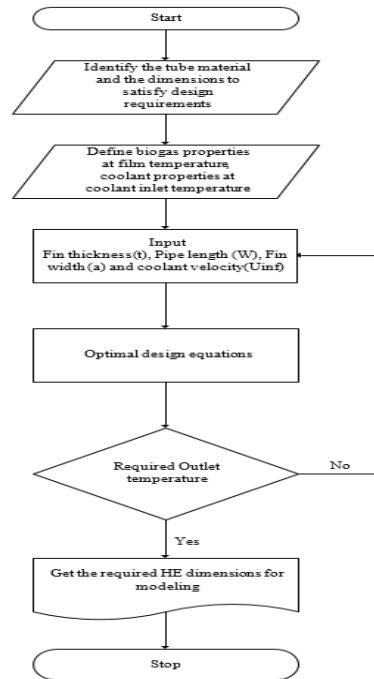 Start
Identify the tube material
and the dimensions to
satisfy design
requirements
Define biogas properties
at film temperature,
coolant properties at
coolant inlet temperature
Input
Fin thickness(t), Pipe length (W), Fin
width (a) and coolant velocity(Uinf)
Optimal design equations
Required Outlet
temperature
No
Yes
Get the required HE dimensions for
modeling
Stop